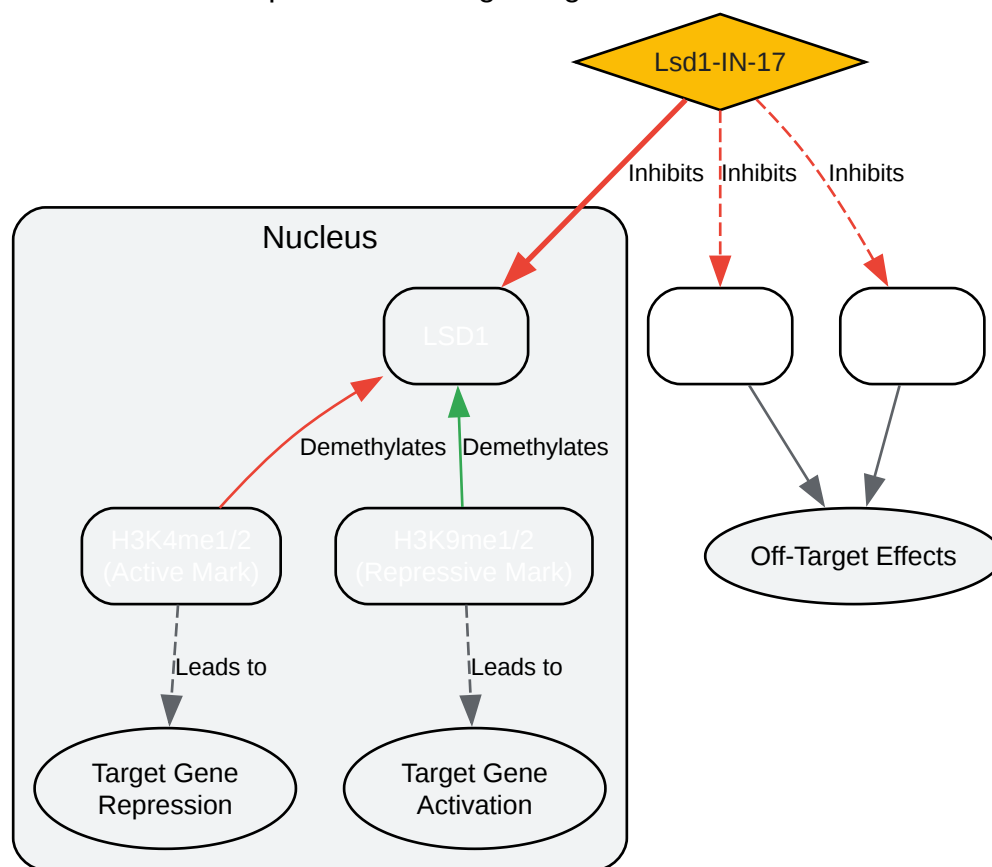 Lsd1-IN-17
Inhibits
Inhibits
Inhibits
Nucleus
LSD1
Demethylates
Demethylates
H3K4me1/2
(Active Mark)
H3K9me1/2
(Repressive Mark)
Off-Target Effects
Leads to
Leads to
Target Gene
Repression
Target Gene
Activation